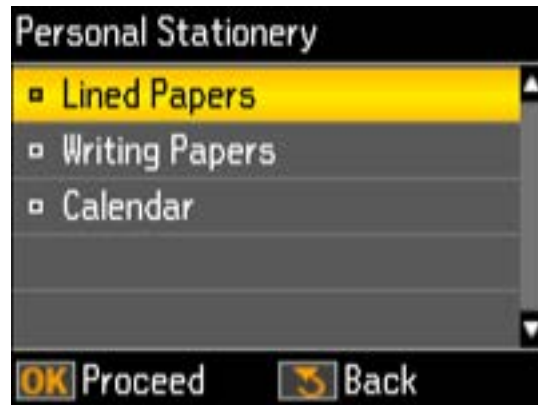 Personal Stationery
Lined Papers
Writing Papers
Calendar
OK Proceed Back